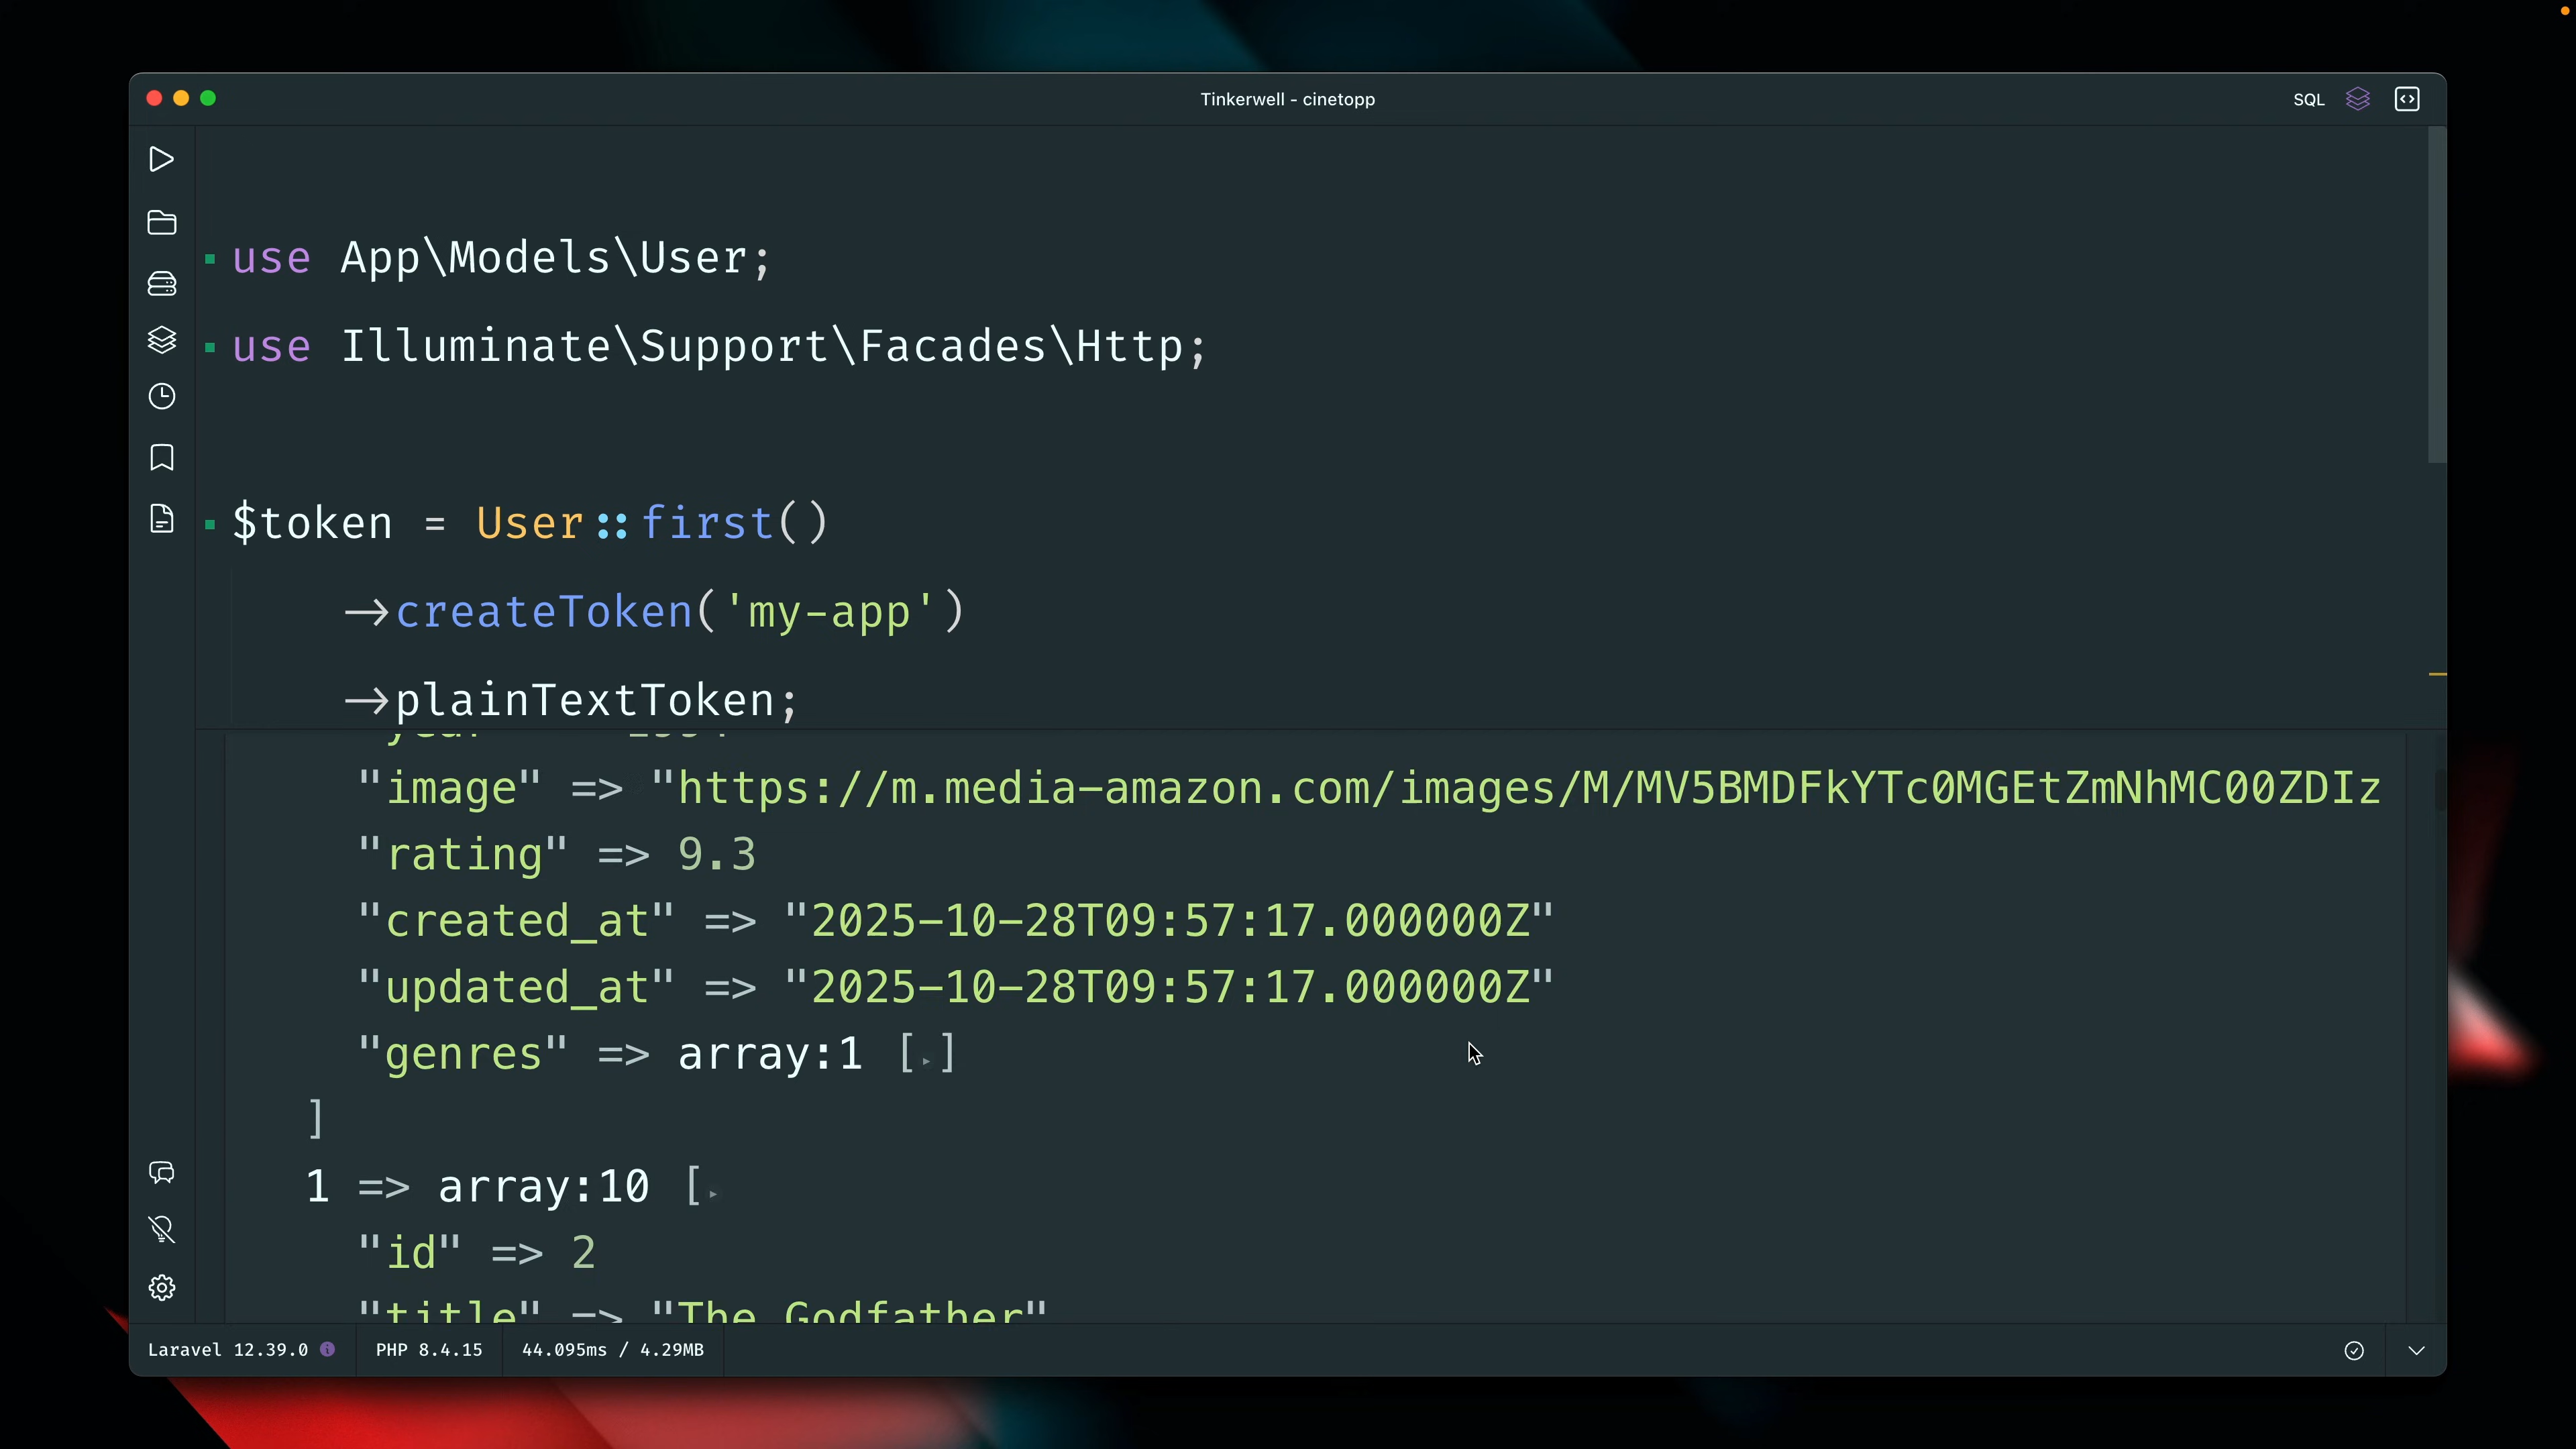 Tinkerwell - cinetopp
SQL
use App\Models\User;
use Illuminate\Support\Facades\Http;
$token = User::first()
->createToken('my-app')
->plainTextToken;
"image" => "https://m.media-amazon.com/images/M/MV5BMDFkYTc0MGEtZmNhMC00ZDIz
"rating" => 9.3
"created_at" => "2025-10-28T09:57:17.000000Z"
"updated_at" => "2025-10-28T09:57:17.000000Z"
"genres" => array:1 [▸]
]
1 => array:10 [▸
"id" => 2
"title" => "The Godfather"
Laravel 12.39.0
PHP 8.4.15
44.095ms / 4.29MB